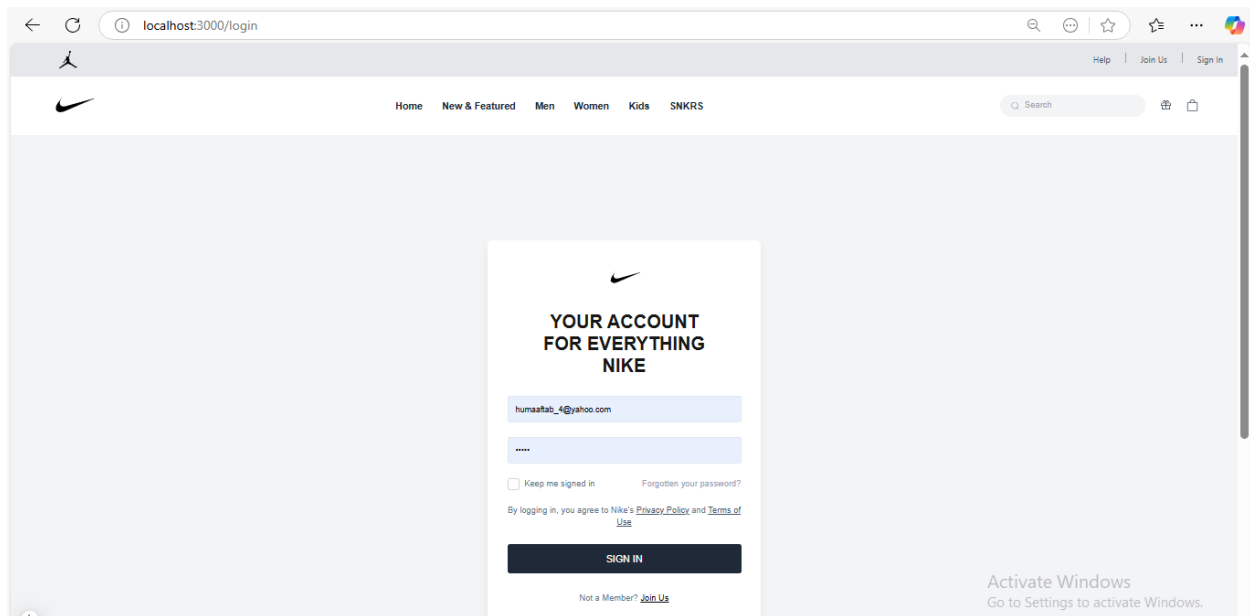 localhost:3000/login
Help
Join Us
Sign In
Home New & Featured Men Women Kids SNKRS
Search
YOUR ACCOUNT
FOR EVERYTHING
NIKE
humaaftab_4@yahoo.com
•••••
Keep me signed in
Forgotten your password?
By logging in, you agree to Nike's Privacy Policy and Terms of
Use
SIGN IN
Not a Member? Join Us
Activate Windows
Go to Settings to activate Windows.